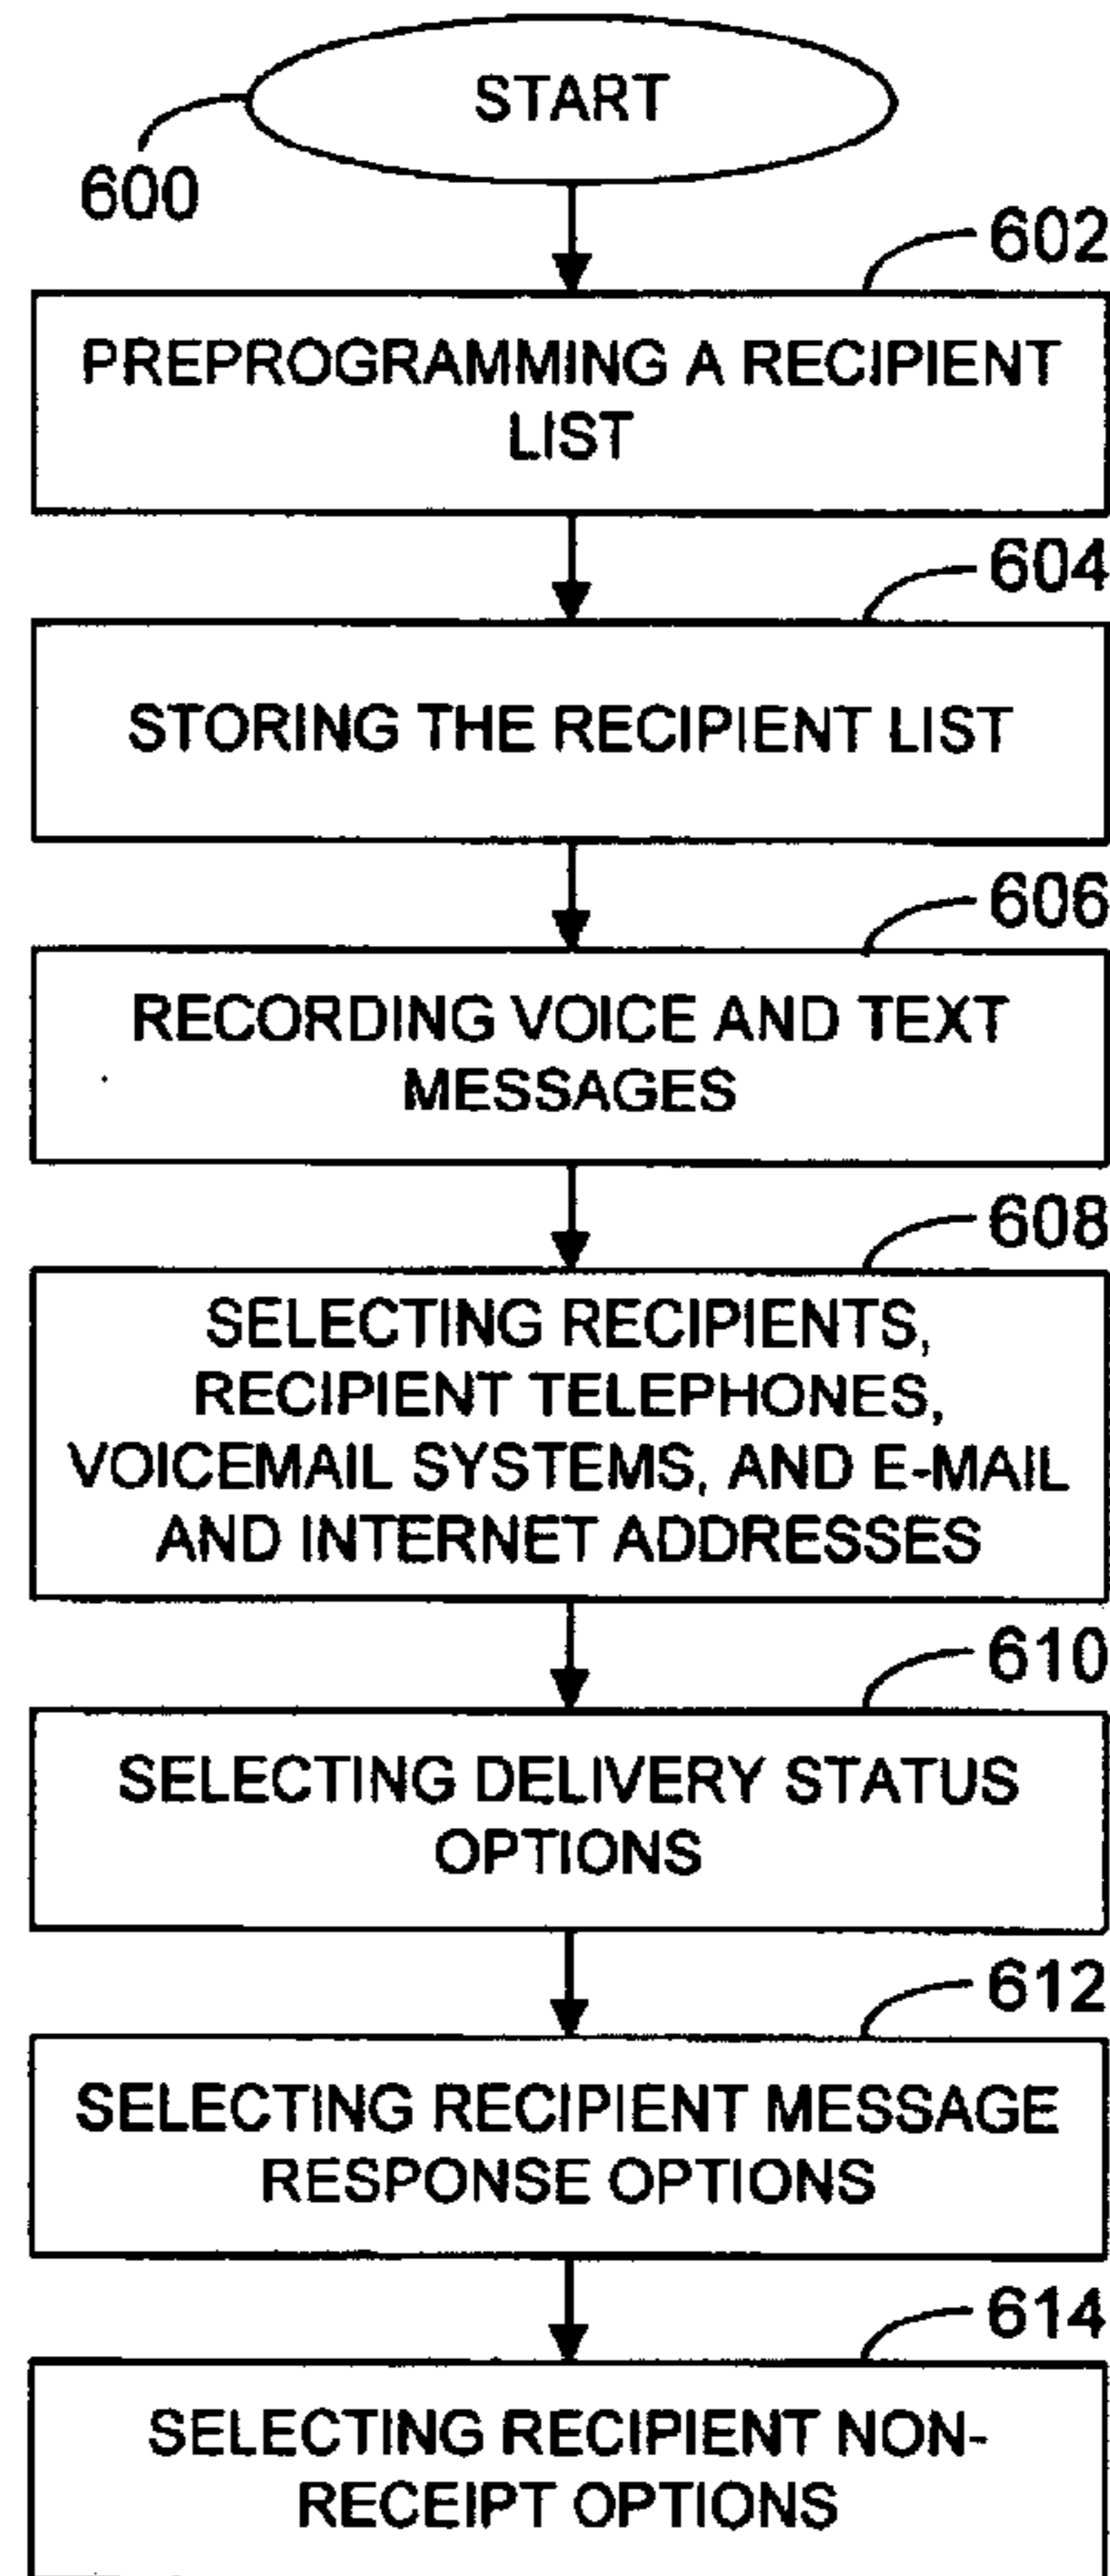 START
600
602
PREPROGRAMMING A RECIPIENT
LIST
604
STORING THE RECIPIENT LIST
606
RECORDING VOICE AND TEXT
MESSAGES
608
SELECTING RECIPIENTS,
RECIPIENT TELEPHONES,
VOICEMAIL SYSTEMS, AND E-MAIL
AND INTERNET ADDRESSES
610
SELECTING DELIVERY STATUS
OPTIONS
612
SELECTING RECIPIENT MESSAGE
RESPONSE OPTIONS
614
SELECTING RECIPIENT NON-
RECEIPT OPTIONS